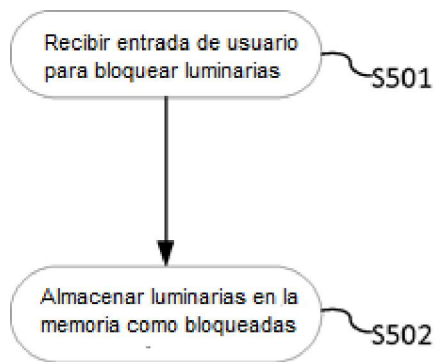 Recibir entrada de usuario
para bloquear luminarias
S501
Almacenar luminarias en la
memoria como bloqueadas
S502